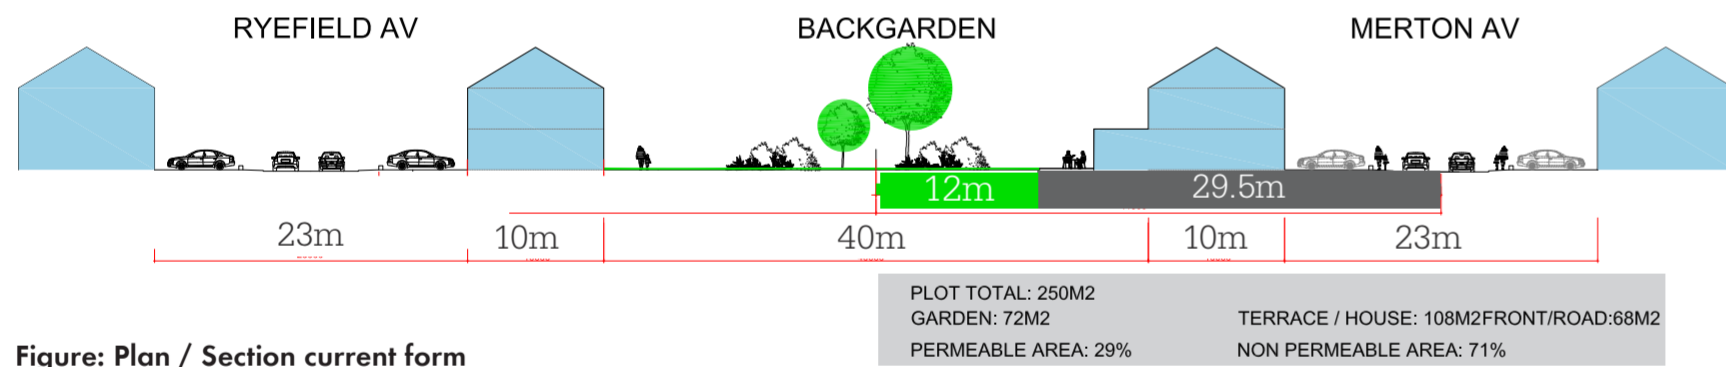 RYEFIELD AV
BACKGARDEN
MERTON AV
12m
29.5m
23m
10m
40m
10m
23m
PLOT TOTAL: 250M2
GARDEN: 72M2
TERRACE / HOUSE: 108M2FRONT/ROAD:68M2
PERMEABLE AREA: 29%
NON PERMEABLE AREA: 71%
Figure: Plan / Section current form